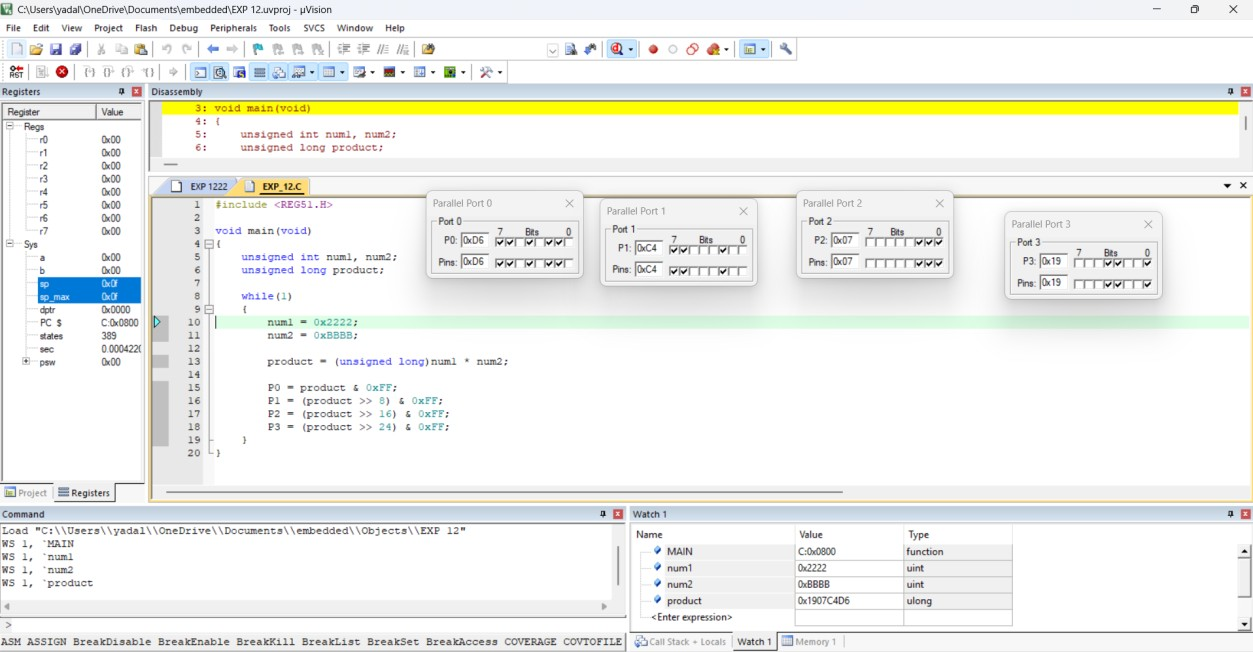 C:\Users\yadal\OneDrive\Documents\embedded\EXP 12.uvproj - µVision
File Edit View Project Flash Debug Peripherals Tools SVCS Window Help
RST
Registers
Register Value
Regs
r0 0x00
r1 0x00
r2 0x00
r3 0x00
r4 0x00
r5 0x00
r6 0x00
r7 0x00
Sys
a 0x00
b 0x00
sp 0x0f
sp_max 0x0f
dptr 0x0000
PC $ C:0x0800
states 389
sec 0.0004220
psw 0x00
Project Registers
Disassembly
3: void main(void)
4: {
5: unsigned int num1, num2;
6: unsigned long product;
EXP 1222 EXP_12.C
1 #include <REG51.H>
2
3 void main(void)
4 {
5 unsigned int num1, num2;
6 unsigned long product;
7
8 while(1)
9 {
10 num1 = 0x2222;
11 num2 = 0xBBBB;
12
13 product = (unsigned long)num1 * num2;
14
15 P0 = product & 0xFF;
16 P1 = (product >> 8) & 0xFF;
17 P2 = (product >> 16) & 0xFF;
18 P3 = (product >> 24) & 0xFF;
19 }
20 }
Parallel Port 0
Port 0
7 Bits 0
P0: 0xD6
Pins: 0xD6
Parallel Port 1
Port 1
7 Bits 0
P1: 0xC4
Pins: 0xC4
Parallel Port 2
Port 2
7 Bits 0
P2: 0x07
Pins: 0x07
Parallel Port 3
Port 3
7 Bits 0
P3: 0x19
Pins: 0x19
Command
Load "C:\\Users\\yadal\\OneDrive\\Documents\\embedded\\Objects\\EXP 12"
WS 1, `MAIN
WS 1, `num1
WS 1, `num2
WS 1, `product
>
ASM ASSIGN BreakDisable BreakEnable BreakKill BreakList BreakSet BreakAccess COVERAGE COVTOFILE
Watch 1
Name Value Type
MAIN C:0x0800 function
num1 0x2222 uint
num2 0xBBBB uint
product 0x1907C4D6 ulong
<Enter expression>
Call Stack + Locals Watch 1 Memory 1